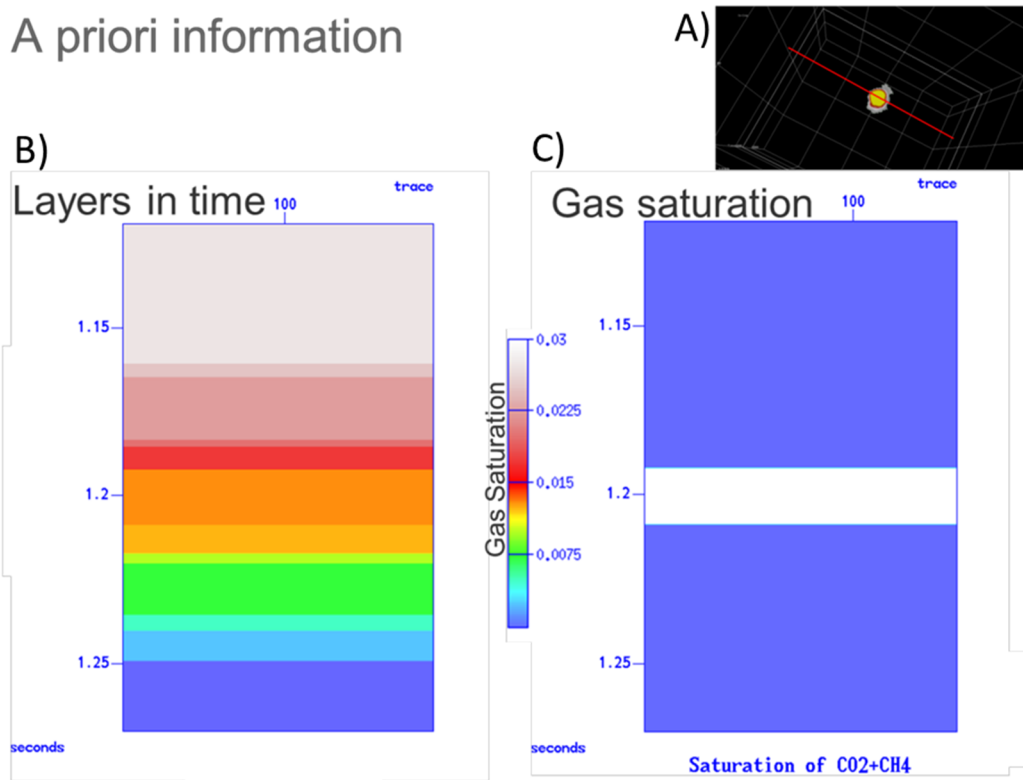 A priori information
A)
B)
C)
Layers in time
trace
100
1.15
1.2
1.25
seconds
Gas Saturation
0.03
0.0225
0.015
0.0075
Gas saturation
trace
100
1.15
1.2
1.25
seconds
Saturation of CO2+CH4